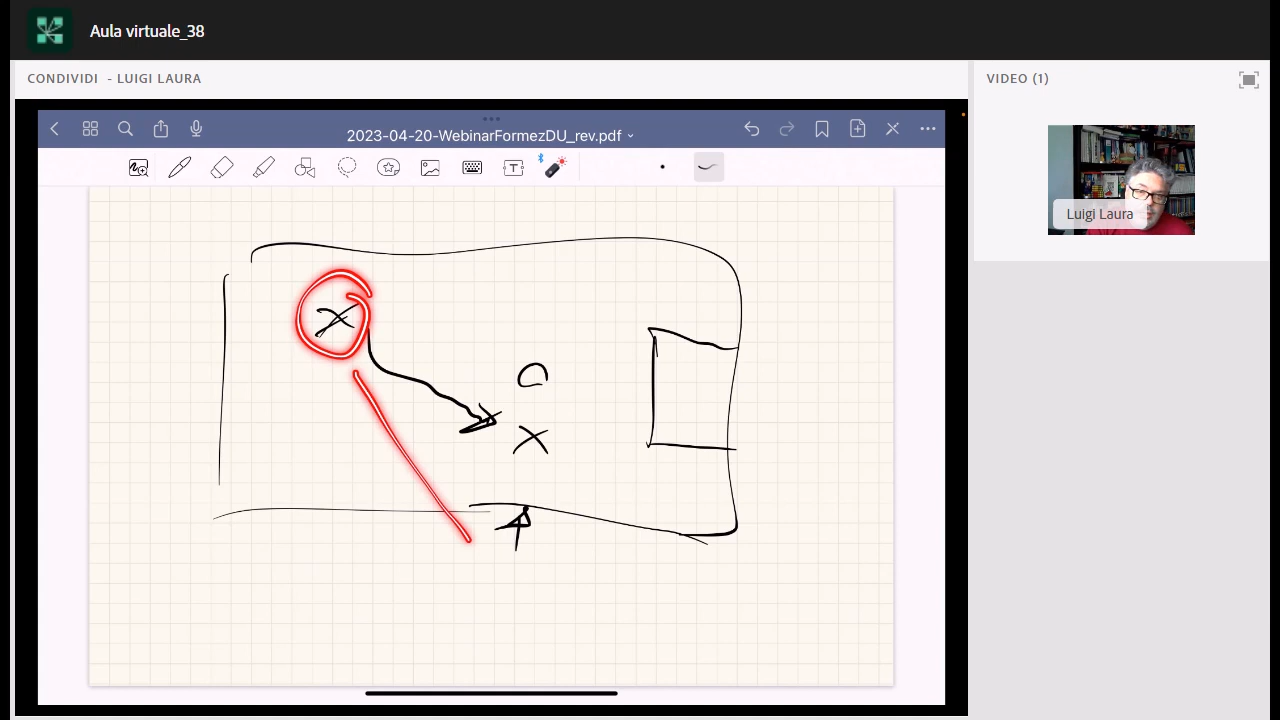 Aula virtuale_38
CONDIVIDI - LUIGI LAURA
VIDEO (1)
2023-04-20-WebinarFormezDU_rev.pdf
T
Luigi Laura
X
O
X